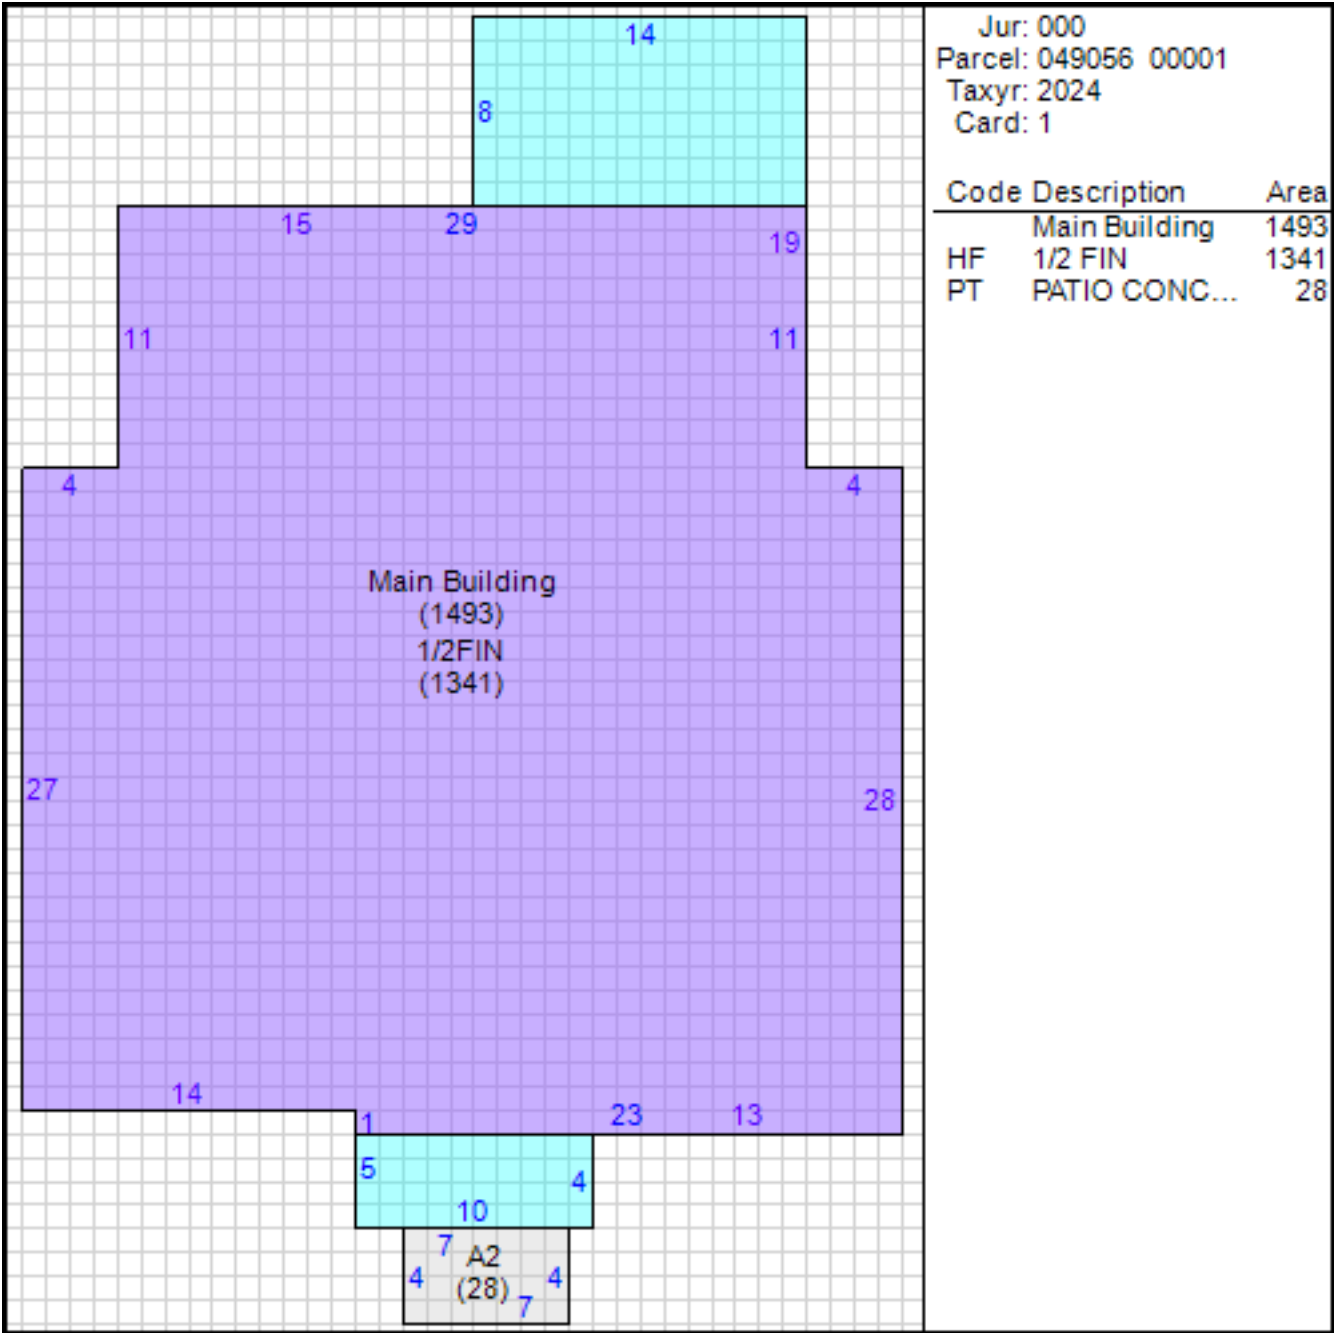 Jur: 000
Parcel: 049056 00001
Taxyr: 2024
Card: 1
Code Description Area
Main Building 1493
HF 1/2 FIN 1341
PT PATIO CONC... 28
14
8
15 29 19
11 11
4 4
Main Building
(1493)
1/2FIN
(1341)
27 28
14
1 23 13
5 4
10
7 A2
4 (28) 4
7